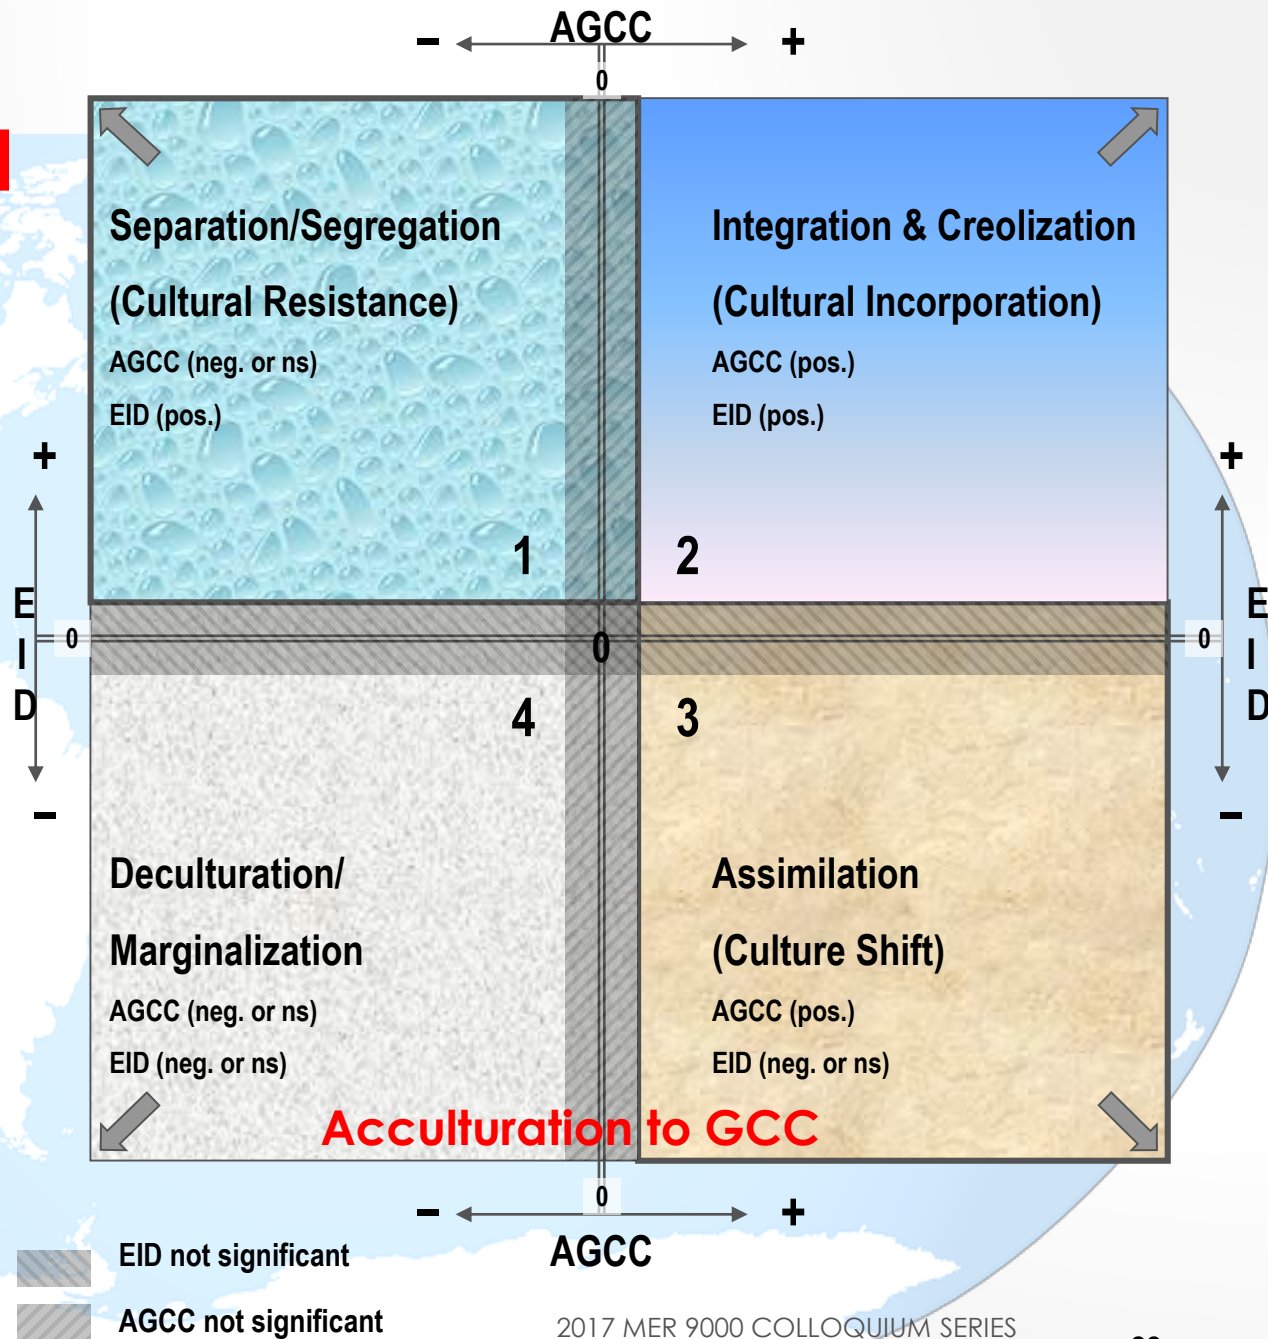 AGCC
− +
0
Separation/Segregation
(Cultural Resistance)
AGCC (neg. or ns)
EID (pos.)
1
Integration & Creolization
(Cultural Incorporation)
AGCC (pos.)
EID (pos.)
2
+
E
I
D
0
−
+
E
I
D
0
−
0
4
Deculturation/
Marginalization
AGCC (neg. or ns)
EID (neg. or ns)
3
Assimilation
(Culture Shift)
AGCC (pos.)
EID (neg. or ns)
Acculturation to GCC
0
− +
AGCC
EID not significant
AGCC not significant
2017 MER 9000 COLLOQUIUM SERIES